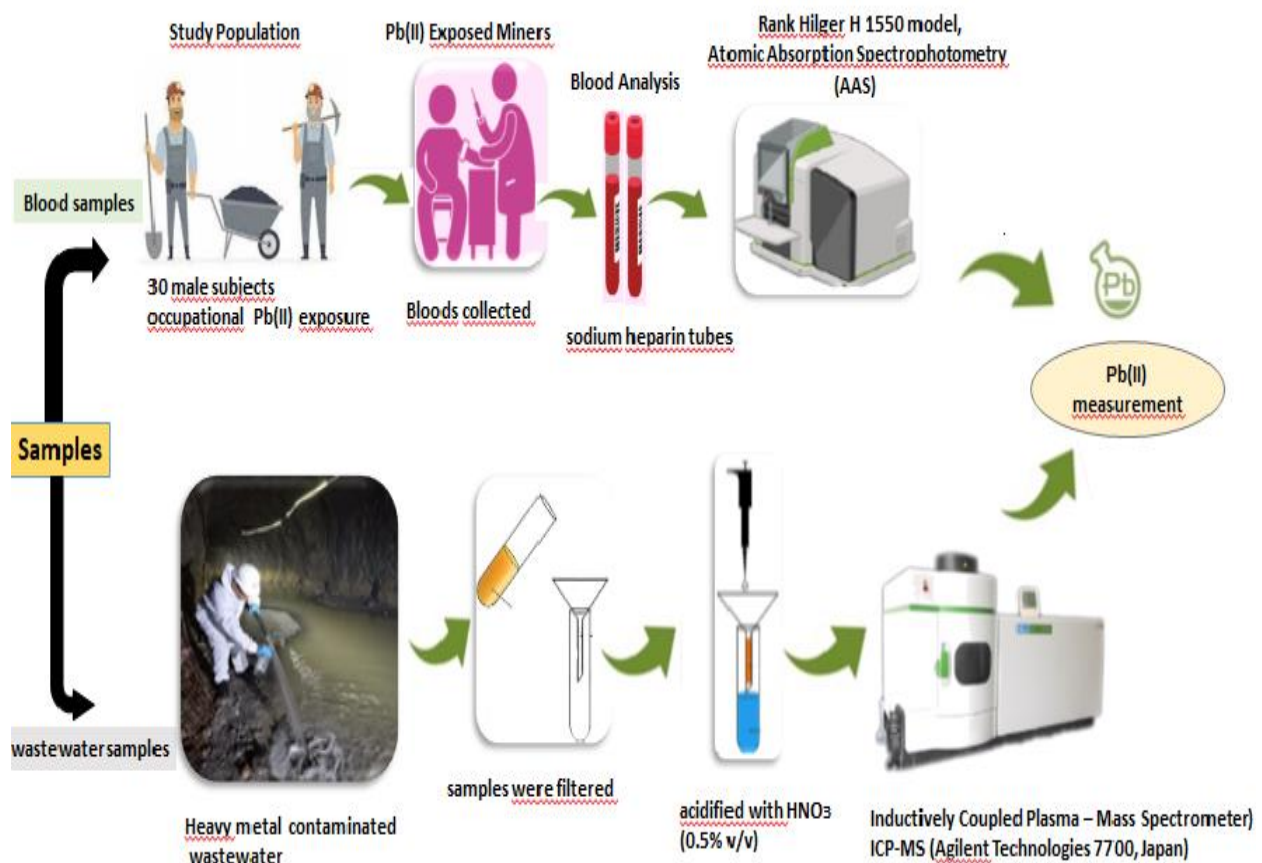 Study Population
Pb(II) Exposed Miners
Rank Hilger H 1550 model,
Atomic Absorption Spectrophotometry
(AAS)
Blood Analysis
Blood samples
30 male subjects
occupational Pb(II) exposure
Bloods collected
sodium heparin tubes
Pb
Pb(II)
measurement
Samples
wastewater samples
Heavy metal contaminated
wastewater
samples were filtered
acidified with HNO3
(0.5% v/v)
Inductively Coupled Plasma – Mass Spectrometer)
ICP-MS (Agilent Technologies 7700, Japan)